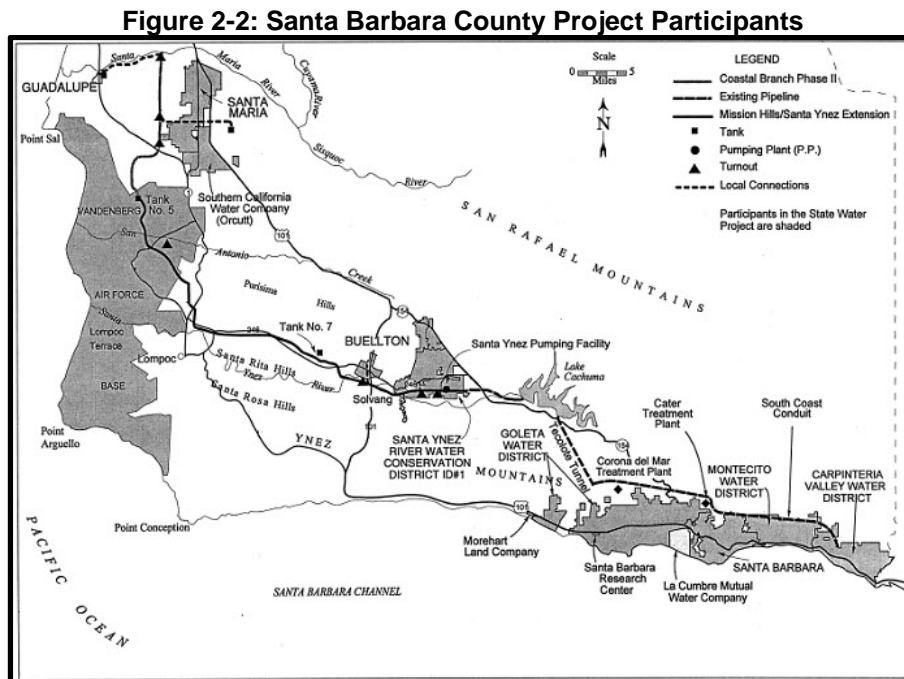 Figure 2-2: Santa Barbara County Project Participants
Scale
0 5
Miles
N
LEGEND
Coastal Branch Phase II
Existing Pipeline
Mission Hills/Santa Ynez Extension
Tank
Pumping Plant (P.P.)
Turnout
Local Connections
Participants in the State Water
Project are shaded
Santa
Maria
River
Cuyama River
GUADALUPE
SANTA
MARIA
Point Sal
Sisquoc
River
Southern California
Water Company
(Orcutt)
1
Tank
No. 5
VANDENBERG
101
San
Antonio
Creek
SAN RAFAEL MOUNTAINS
Purisima
Hills
AIR FORCE
154
Santa
Lompoc
Terrace
246
Tank No. 7
BUELLTON
Santa Ynez Pumping Facility
Lompoc
Santa Rita Hills
Ynez
River
Lake
Cachuma
BASE
Santa Rosa Hills
Solvang
Cater
Treatment
Plant
South Coast
Conduit
Point
Arguello
YNEZ
101
SANTA YNEZ
RIVER WATER
CONSERVATION
DISTRICT ID#1
GOLETA
WATER
DISTRICT
Tecolote Tunnel
154
Corona del Mar
Treatment Plant
MONTECITO
WATER
DISTRICT
CARPINTERIA
VALLEY WATER
DISTRICT
MOUNTAINS
Point Conception
101
Morehart
Land Company
PACIFIC
OCEAN
SANTA BARBARA CHANNEL
Santa Barbara
Research
Center
SANTA BARBARA
La Cumbre Mutual
Water Company